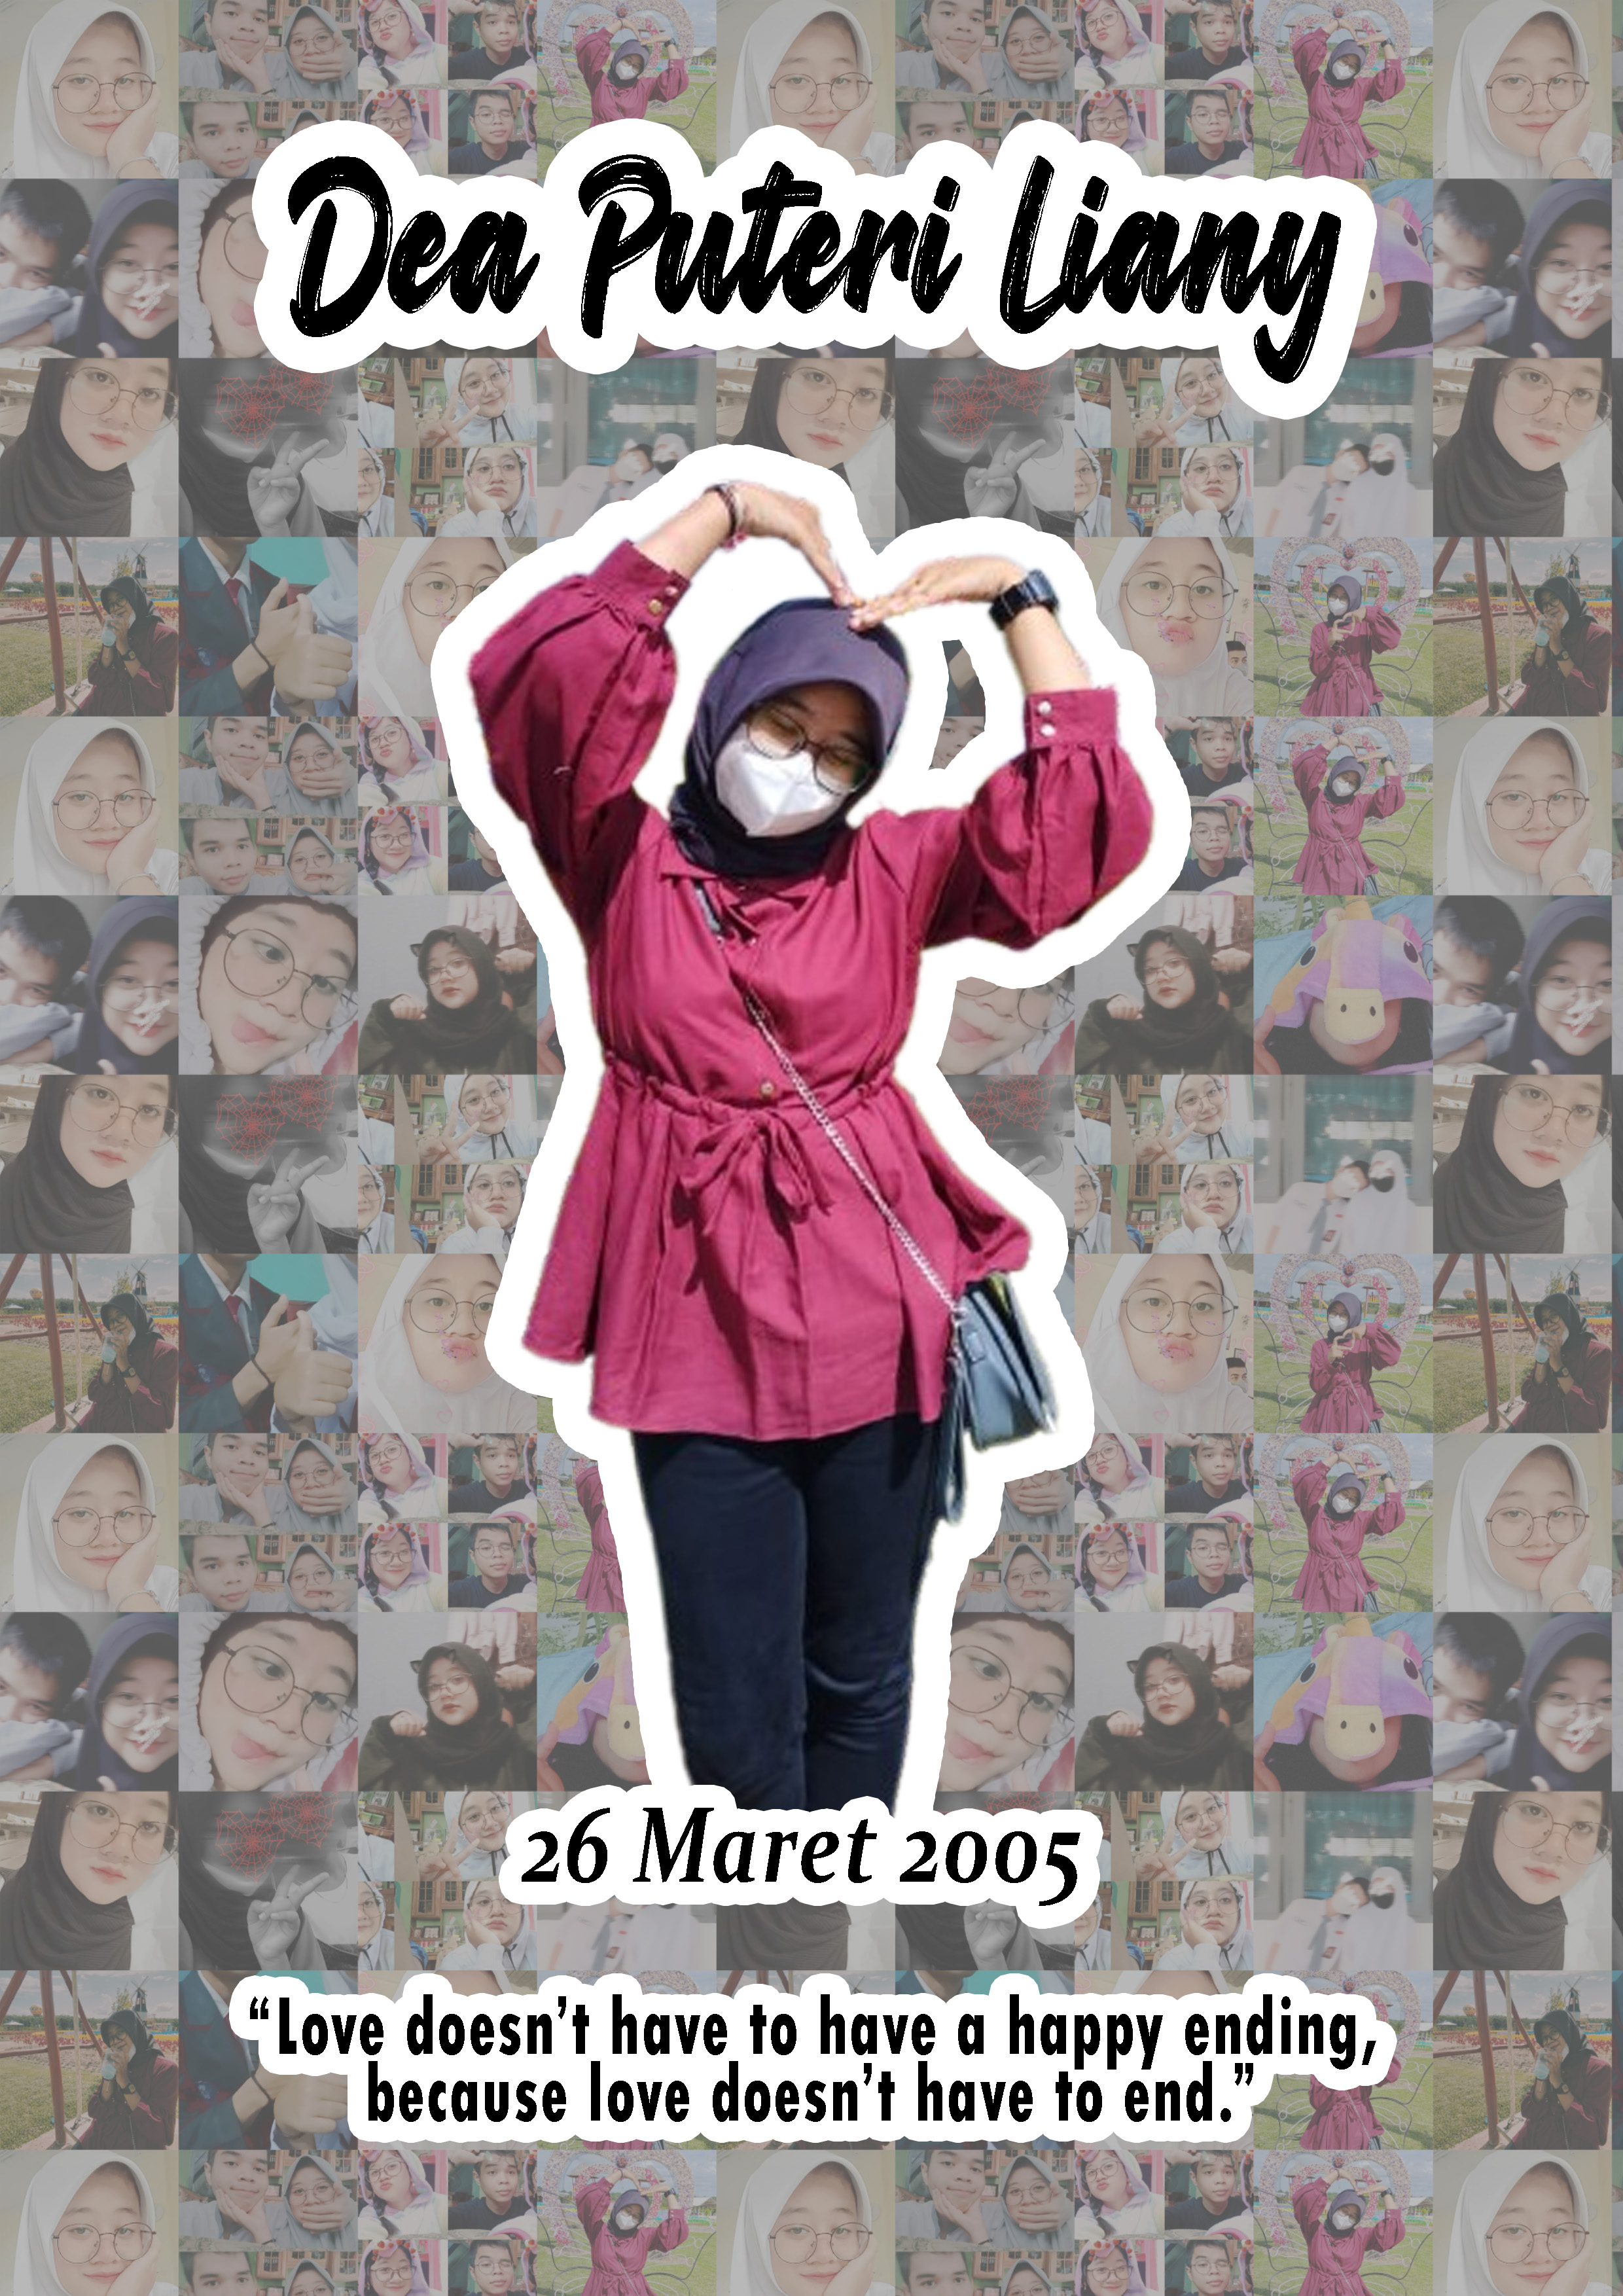 Dea Puteri Liany
26 Maret 2005
“Love doesn’t have to have a happy ending,
because love doesn’t have to end.”